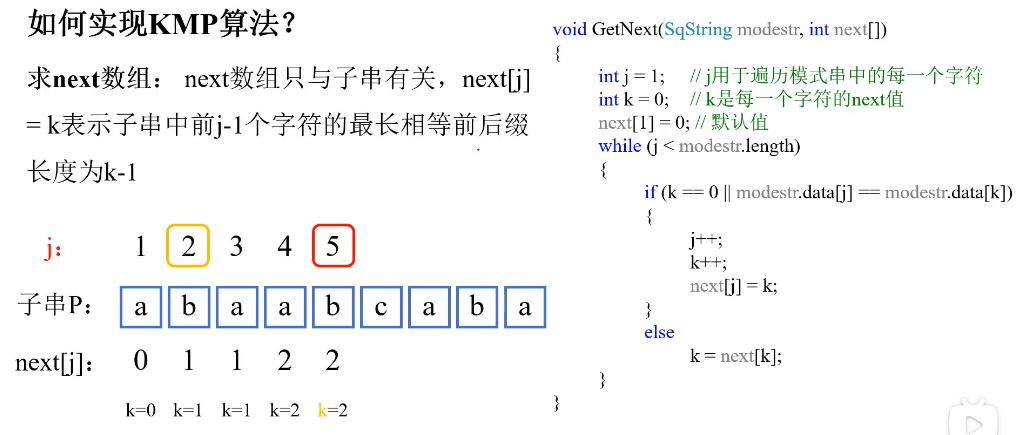 如何实现KMP算法？
求next数组： next数组只与子串有关，next[j]
= k表示子串中前j-1个字符的最长相等前后缀
长度为k-1
j： 1 2 3 4 5
子串P： a b a a b c a b a
next[j]： 0 1 1 2 2
k=0 k=1 k=1 k=2 k=2
void GetNext(SqString modestr, int next[])
{
int j = 1; // j用于遍历模式串中的每一个字符
int k = 0; // k是每一个字符的next值
next[1] = 0; // 默认值
while (j < modestr.length)
{
if (k == 0 || modestr.data[j] == modestr.data[k])
{
j++;
k++;
next[j] = k;
}
else
k = next[k];
}
}